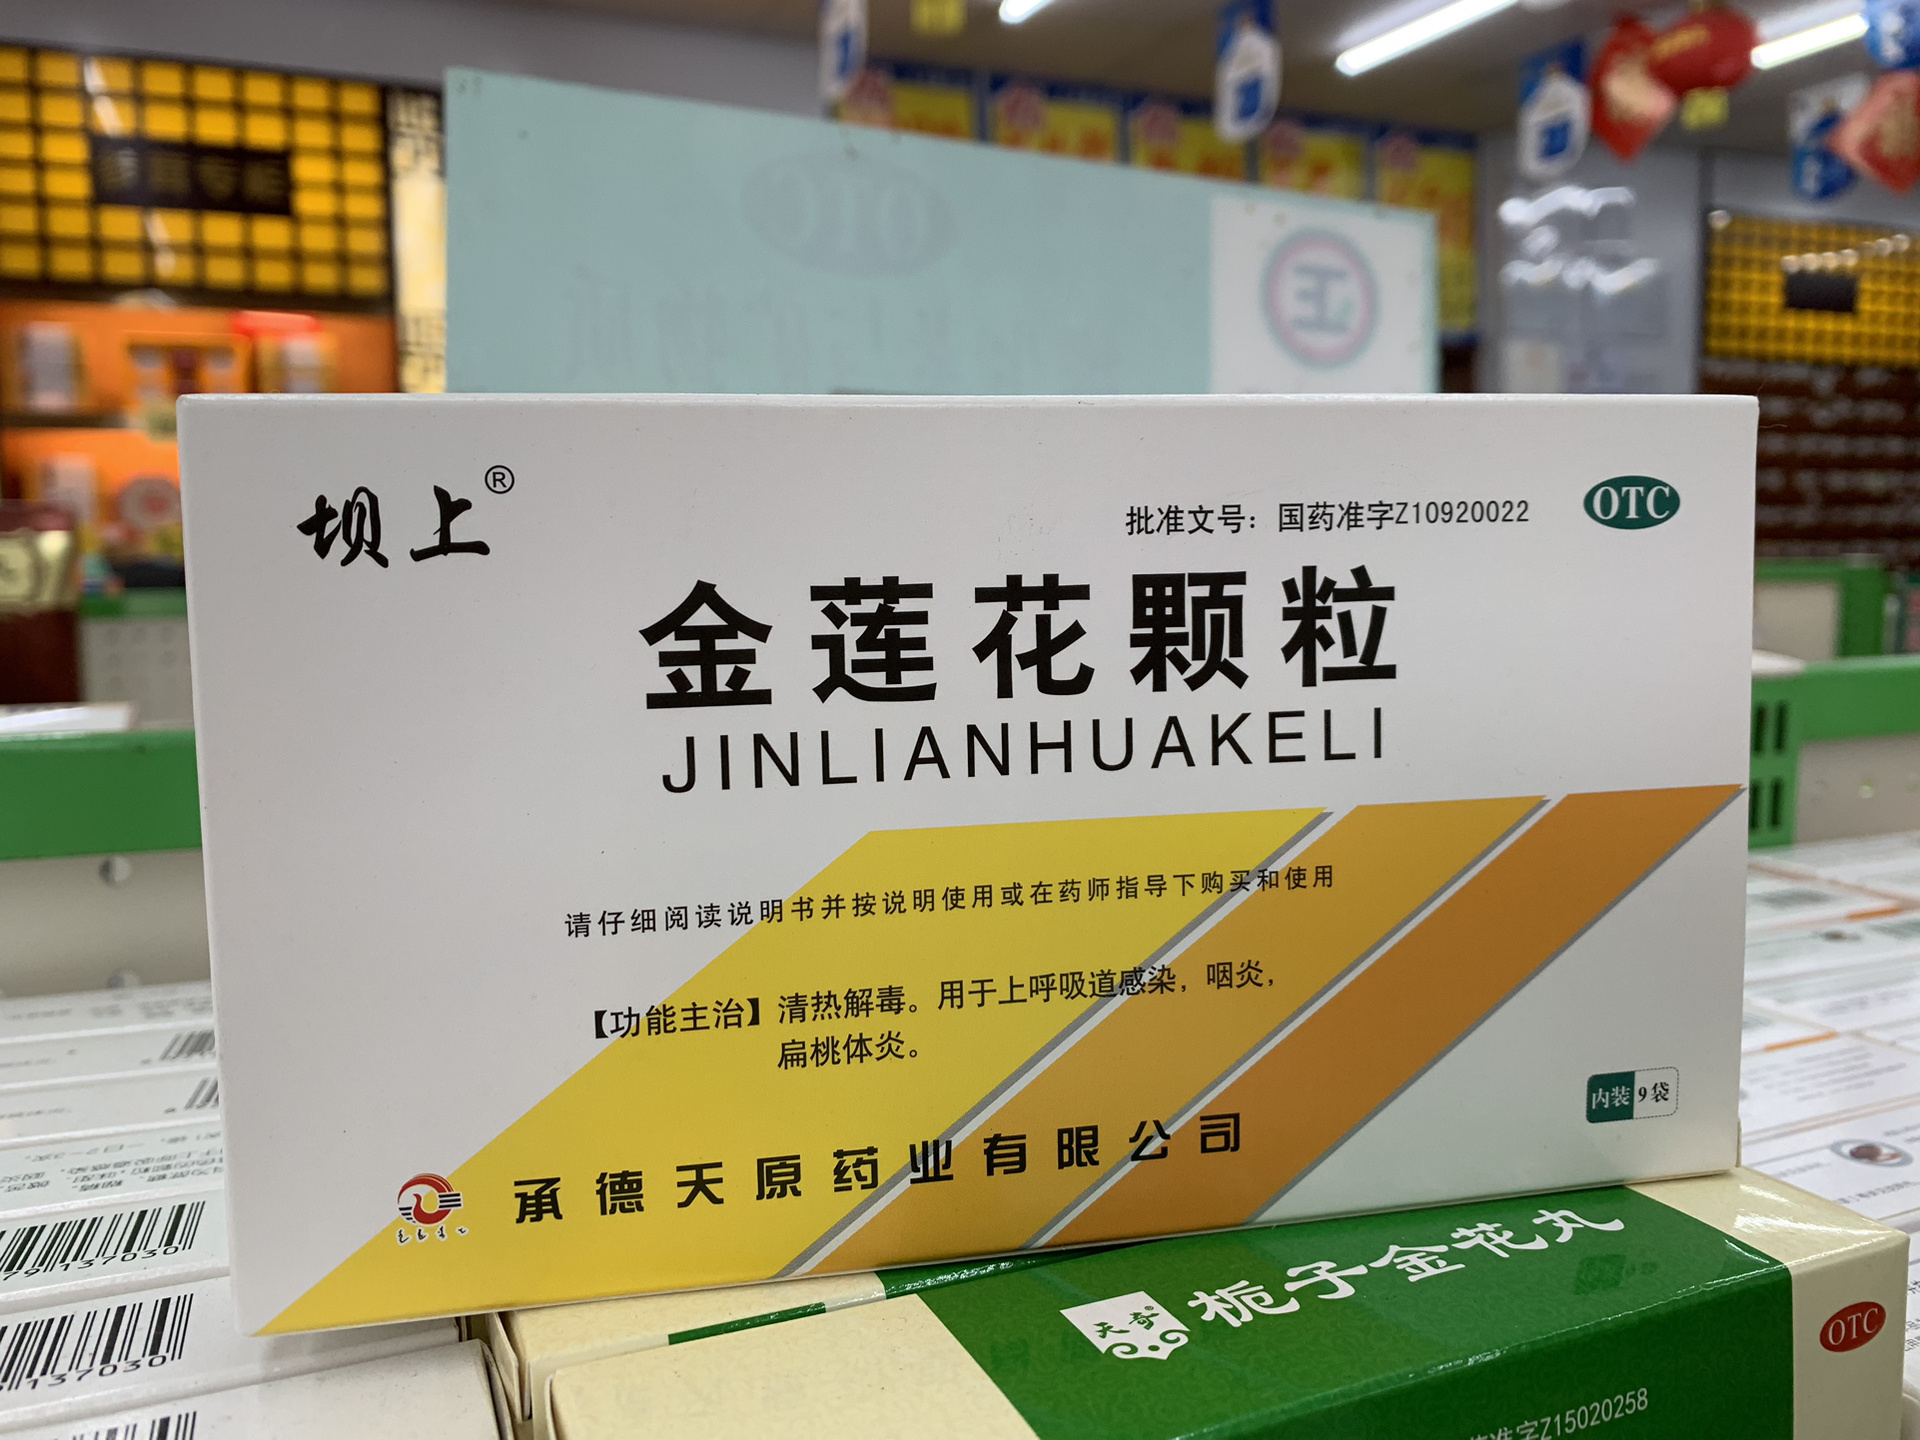 坝上®
批准文号：国药准字Z10920022
OTC
金莲花颗粒
JINLIANHUAKELI
请仔细阅读说明书并按说明使用或在药师指导下购买和使用
【功能主治】清热解毒。用于上呼吸道感染，咽炎，
扁桃体炎。
内装9袋
承德天原药业有限公司
天奇®
栀子金花丸
OTC
准字Z15020258
137030
137030